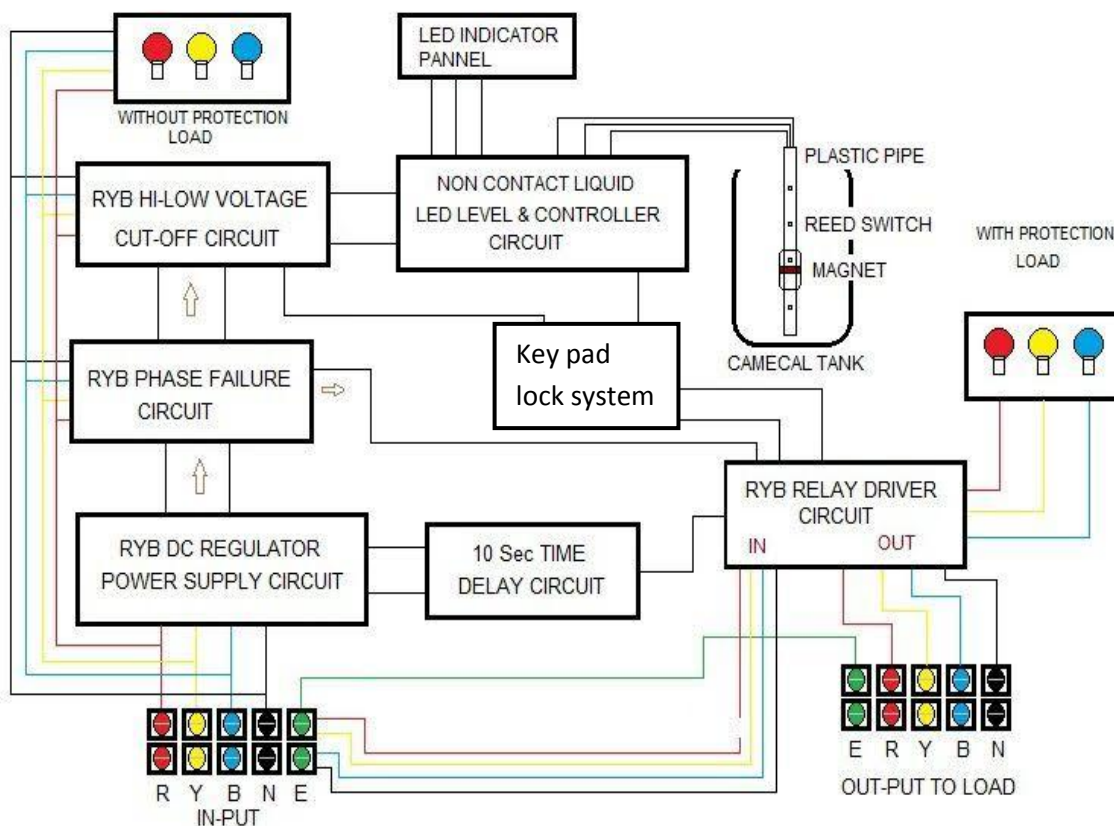 LED INDICATOR
PANNEL
WITHOUT PROTECTION
LOAD
PLASTIC PIPE
RYB HI-LOW VOLTAGE
CUT-OFF CIRCUIT
NON CONTACT LIQUID
LED LEVEL & CONTROLLER
CIRCUIT
REED SWITCH
MAGNET
WITH PROTECTION
LOAD
Key pad
lock system
CAMECAL TANK
RYB PHASE FAILURE
CIRCUIT
RYB RELAY DRIVER
CIRCUIT
IN
OUT
RYB DC REGULATOR
POWER SUPPLY CIRCUIT
10 Sec TIME
DELAY CIRCUIT
E R Y B N
OUT-PUT TO LOAD
R Y B N E
IN-PUT